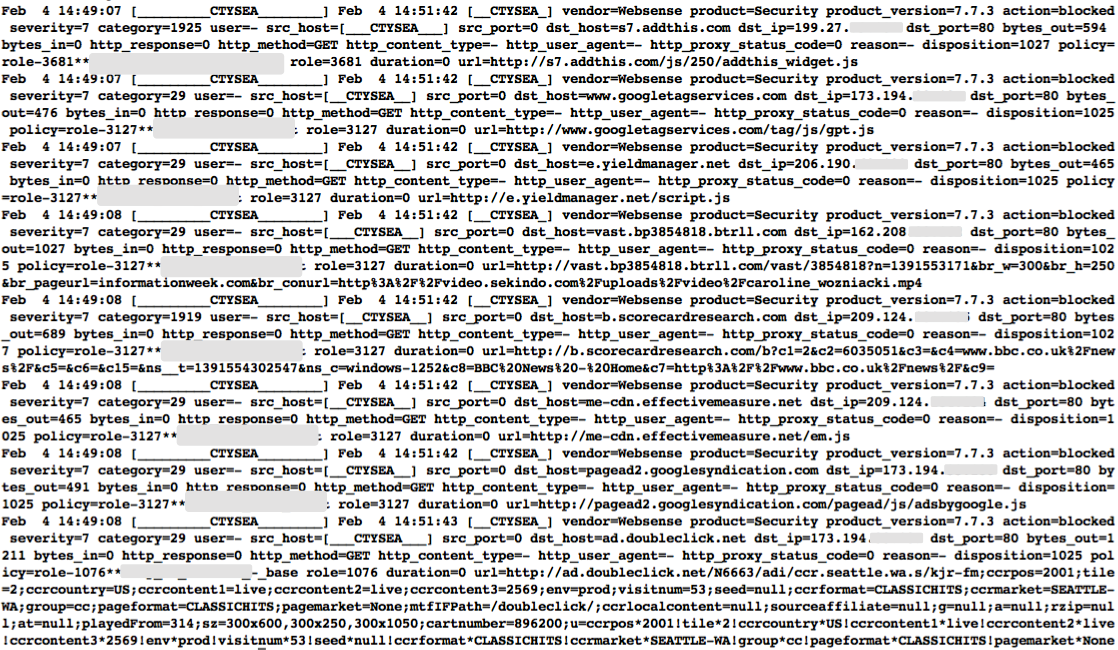 Feb  4 14:49:07 [_________CTYSEA________] Feb  4 14:51:42 [__CTYSEA_] vendor=Websense product=Security product_version=7.7.3 action=blocked
severity=7 category=1925 user=- src_host=[___CTYSEA___] src_port=0 dst_host=s7.addthis.com dst_ip=199.27. dst_port=80 bytes_out=594
bytes_in=0 http_response=0 http_method=GET http_content_type=- http_user_agent=- http_proxy_status_code=0 reason=- disposition=1027 policy=
role-3681** role=3681 duration=0 url=http://s7.addthis.com/js/250/addthis_widget.js
Feb  4 14:49:07 [_________CTYSEA________] Feb  4 14:51:42 [__CTYSEA_] vendor=Websense product=Security product_version=7.7.3 action=blocked
severity=7 category=29 user=- src_host=[__CTYSEA__] src_port=0 dst_host=www.googletagservices.com dst_ip=173.194. dst_port=80 bytes_
out=476 bytes_in=0 http_response=0 http_method=GET http_content_type=- http_user_agent=- http_proxy_status_code=0 reason=- disposition=1025
policy=role-3127** role=3127 duration=0 url=http://www.googletagservices.com/tag/js/gpt.js
Feb  4 14:49:07 [_________CTYSEA________] Feb  4 14:51:42 [__CTYSEA_] vendor=Websense product=Security product_version=7.7.3 action=blocked
severity=7 category=29 user=- src_host=[__CTYSEA__] src_port=0 dst_host=e.yieldmanager.net dst_ip=206.190. dst_port=80 bytes_out=465
bytes_in=0 http_response=0 http_method=GET http_content_type=- http_user_agent=- http_proxy_status_code=0 reason=- disposition=1025 policy
=role-3127** role=3127 duration=0 url=http://e.yieldmanager.net/script.js
Feb  4 14:49:08 [_________CTYSEA________] Feb  4 14:51:42 [__CTYSEA_] vendor=Websense product=Security product_version=7.7.3 action=blocked
severity=7 category=29 user=- src_host=[___CTYSEA____] src_port=0 dst_host=vast.bp3854818.btrll.com dst_ip=162.208 dst_port=80 bytes_
out=1027 bytes_in=0 http_response=0 http_method=GET http_content_type=- http_user_agent=- http_proxy_status_code=0 reason=- disposition=102
5 policy=role-3127** role=3127 duration=0 url=http://vast.bp3854818.btrll.com/vast/3854818?n=1391553171&br_w=300&br_h=250
&br_pageurl=informationweek.com&br_conurl=http%3A%2F%2Fvideo.sekindo.com%2Fuploads%2Fvideo%2Fcaroline_wozniacki.mp4
Feb  4 14:49:08 [_________CTYSEA________] Feb  4 14:51:42 [__CTYSEA_] vendor=Websense product=Security product_version=7.7.3 action=blocked
severity=7 category=1919 user=- src_host=[__CTYSEA__] src_port=0 dst_host=b.scorecardresearch.com dst_ip=209.124. dst_port=80 bytes
_out=689 bytes_in=0 http_response=0 http_method=GET http_content_type=- http_user_agent=- http_proxy_status_code=0 reason=- disposition=102
7 policy=role-3127** role=3127 duration=0 url=http://b.scorecardresearch.com/b?c1=2&c2=6035051&c3=&c4=www.bbc.co.uk%2Fnew
s%2F&c5=&c6=&c15=&ns__t=1391554302547&ns_c=windows-1252&c8=BBC%20News%20-%20Home&c7=http%3A%2F%2Fwww.bbc.co.uk%2Fnews%2F&c9=
Feb  4 14:49:08 [_________CTYSEA________] Feb  4 14:51:42 [__CTYSEA_] vendor=Websense product=Security product_version=7.7.3 action=blocked
severity=7 category=29 user=- src_host=[__CTYSEA__] src_port=0 dst_host=me-cdn.effectivemeasure.net dst_ip=209.124. dst_port=80 byt
es_out=465 bytes_in=0 http_response=0 http_method=GET http_content_type=- http_user_agent=- http_proxy_status_code=0 reason=- disposition=1
025 policy=role-3127** role=3127 duration=0 url=http://me-cdn.effectivemeasure.net/em.js
Feb  4 14:49:08 [_________CTYSEA________] Feb  4 14:51:42 [__CTYSEA_] vendor=Websense product=Security product_version=7.7.3 action=blocked
severity=7 category=29 user=- src_host=[__CTYSEA__] src_port=0 dst_host=pagead2.googlesyndication.com dst_ip=173.194. dst_port=80 by
tes_out=491 bytes_in=0 http_response=0 http_method=GET http_content_type=- http_user_agent=- http_proxy_status_code=0 reason=- disposition=
1025 policy=role-3127** role=3127 duration=0 url=http://pagead2.googlesyndication.com/pagead/js/adsbygoogle.js
Feb  4 14:49:08 [_________CTYSEA________] Feb  4 14:51:43 [__CTYSEA_] vendor=Websense product=Security product_version=7.7.3 action=blocked
severity=7 category=29 user=- src_host=[___CTYSEA____] src_port=0 dst_host=ad.doubleclick.net dst_ip=173.194. dst_port=80 bytes_out=1
211 bytes_in=0 http_response=0 http_method=GET http_content_type=- http_user_agent=- http_proxy_status_code=0 reason=- disposition=1025 pol
icy=role-1076** -_base role=1076 duration=0 url=http://ad.doubleclick.net/N6663/adi/ccr.seattle.wa.s/kjr-fm;ccrpos=2001;tile
=2;ccrcountry=US;ccrcontent1=live;ccrcontent2=live;ccrcontent3=2569;env=prod;visitnum=53;seed=null;ccrformat=CLASSICHITS;ccrmarket=SEATTLE-
WA;group=cc;pageformat=CLASSICHITS;pagemarket=None;mtfIFPath=/doubleclick/;ccrlocalcontent=null;sourceaffiliate=null;g=null;a=null;rzip=nul
l;at=null;playedFrom=314;sz=300x600,300x250,300x1050;cartnumber=896200;u=ccrpos*2001!tile*2!ccrcountry*US!ccrcontent1*live!ccrcontent2*live
!ccrcontent3*2569!env*prod!visitnum*53!seed*null!ccrformat*CLASSICHITS!ccrmarket*SEATTLE-WA!group*cc!pageformat*CLASSICHITS!pagemarket*None